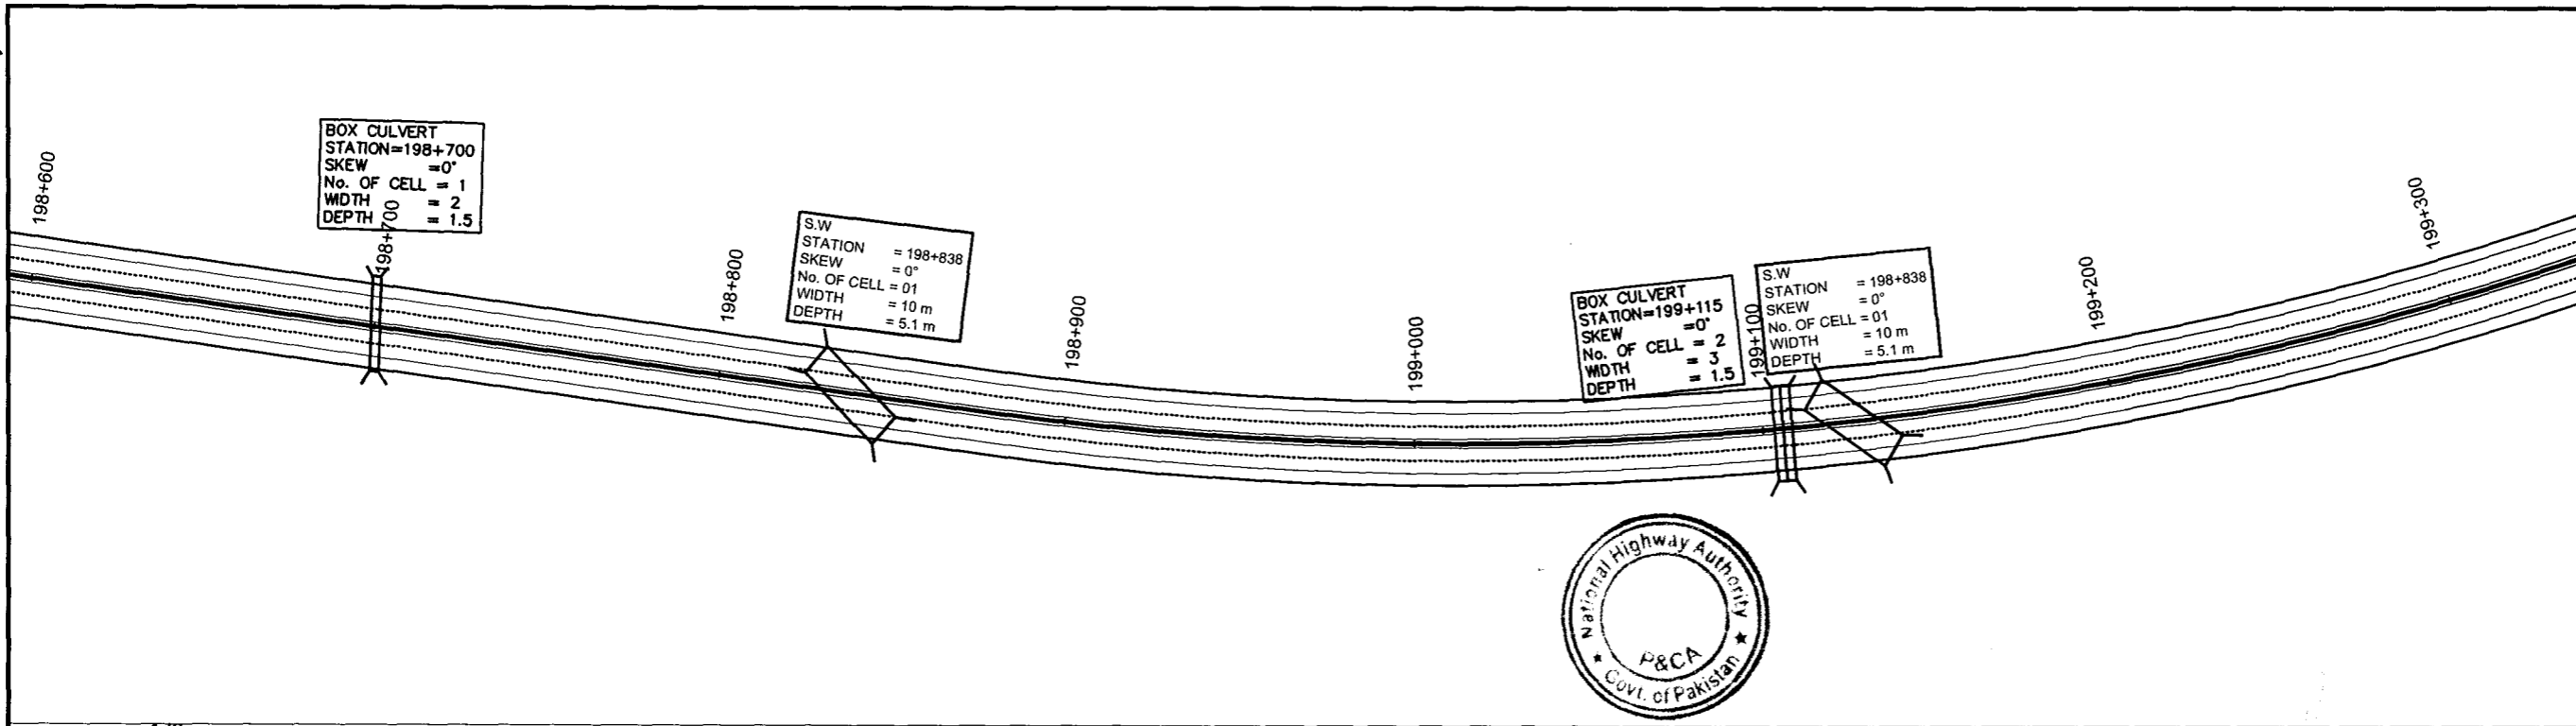 198+600
BOX CULVERT
STATION=198+700
SKEW =0°
No. OF CELL = 1
WIDTH = 2
DEPTH = 1.5
198+700
198+800
S.W
STATION = 198+838
SKEW = 0°
No. OF CELL = 01
WIDTH = 10 m
DEPTH = 5.1 m
198+900
199+000
BOX CULVERT
STATION=199+115
SKEW =0°
No. OF CELL = 2
WIDTH = 3
DEPTH = 1.5
199+100
S.W
STATION = 198+838
SKEW = 0°
No. OF CELL = 01
WIDTH = 10 m
DEPTH = 5.1 m
199+200
199+300
National Highway Authority
P&CA
★ Govt. of Pakistan ★